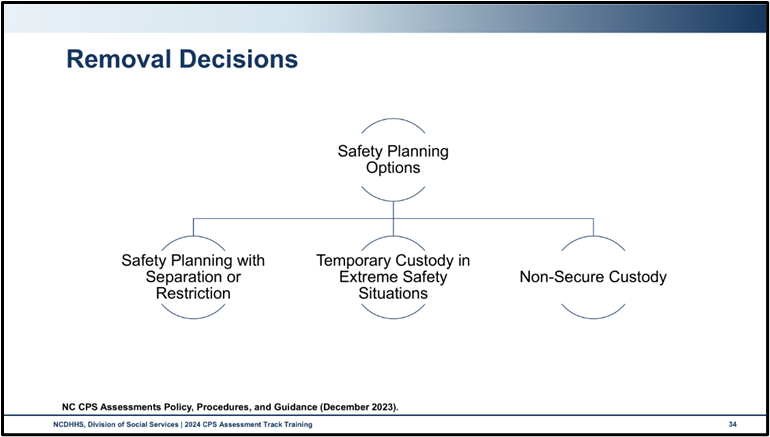 Removal Decisions
Safety Planning
Options
Safety Planning with
Separation or
Restriction
Temporary Custody in
Extreme Safety
Situations
Non-Secure Custody
NC CPS Assessments Policy, Procedures, and Guidance (December 2023).
NCDHHS, Division of Social Services | 2024 CPS Assessment Track Training
34